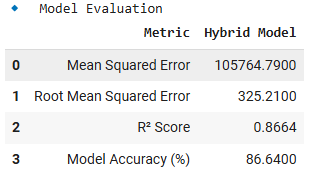 Model Evaluation
Metric Hybrid Model
0 Mean Squared Error 105764.7900
1 Root Mean Squared Error 325.2100
2 R² Score 0.8664
3 Model Accuracy (%) 86.6400